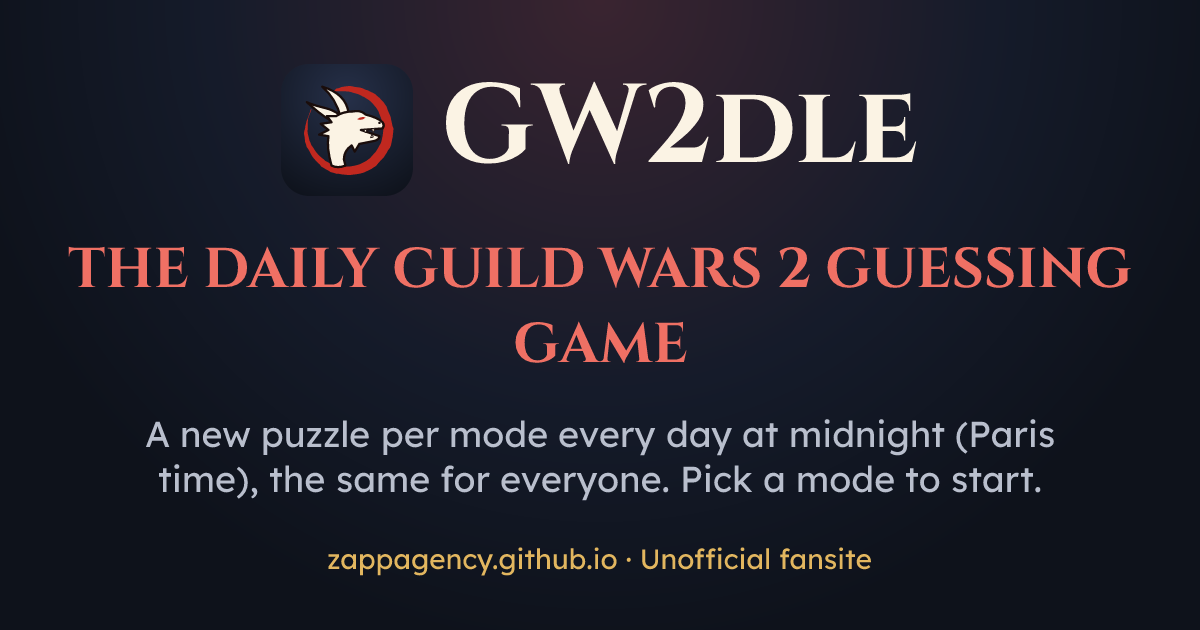 GW2DLE
THE DAILY GUILD WARS 2 GUESSING
GAME
A new puzzle per mode every day at midnight (Paris
time), the same for everyone. Pick a mode to start.
zappagency.github.io · Unofficial fansite